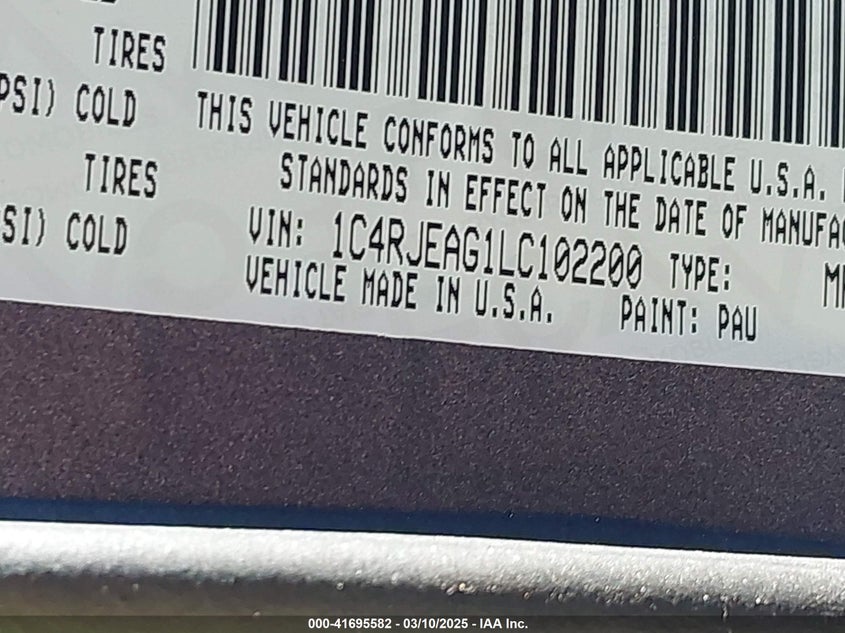 TIRES
PSI) COLD
THIS VEHICLE CONFORMS TO ALL APPLICABLE U.S.A.
TIRES
STANDARDS IN EFFECT ON THE DATE OF MANUFAC
SI) COLD
VIN: 1C4RJEAG1LC102200 TYPE:
VEHICLE MADE IN U.S.A. PAINT: PAU
000-41695582 - 03/10/2025 - IAA Inc.